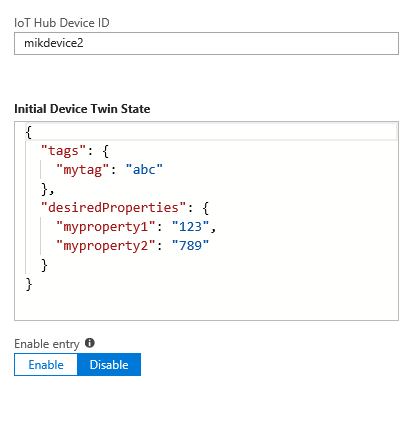 IoT Hub Device ID
mikdevice2
Initial Device Twin State
{
  "tags": {
    "mytag": "abc"
  },
  "desiredProperties": {
    "myproperty1": "123",
    "myproperty2": "789"
  }
}
Enable entry
Enable Disable